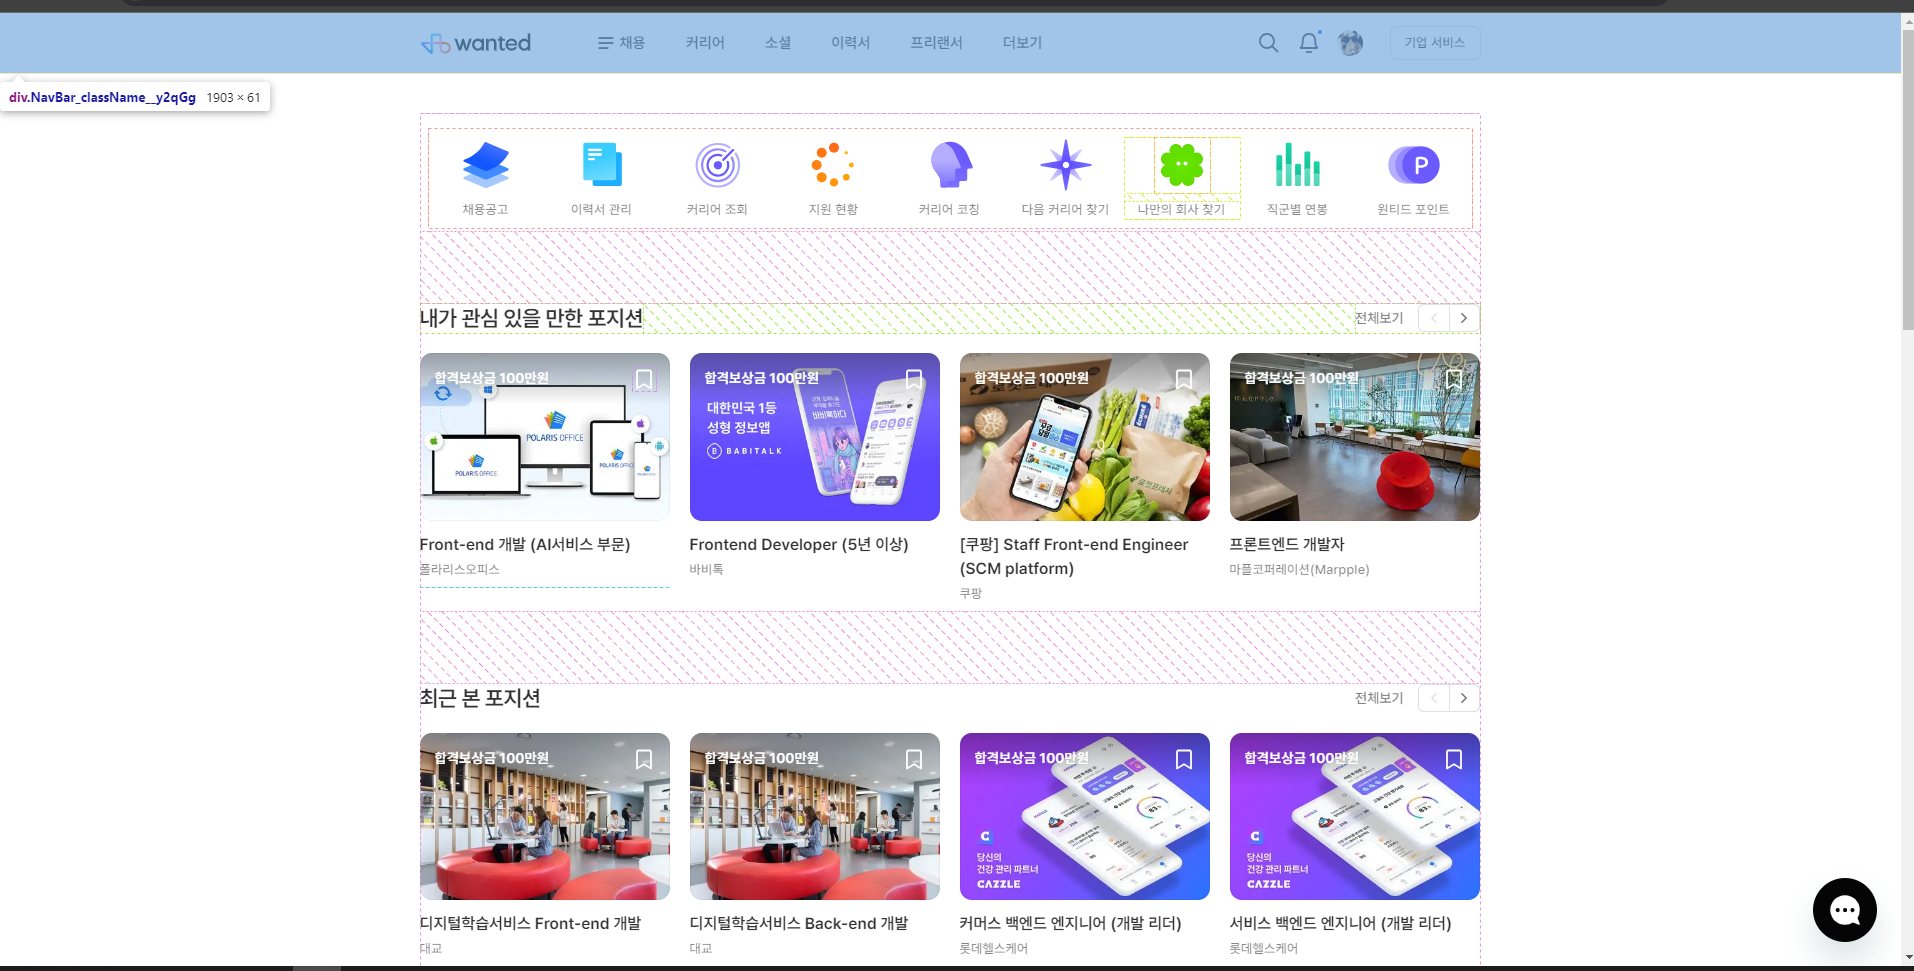 wanted
채용 커리어 소셜 이력서 프리랜서 더보기
기업 서비스
div.NavBar_className__y2qGg 1903 × 61
채용공고 이력서 관리 커리어 조회 지원 현황 커리어 코칭 다음 커리어 찾기 나만의 회사 찾기 직군별 연봉 원티드 포인트
P
내가 관심 있을 만한 포지션
전체보기
합격보상금 100만원
POLARIS OFFICE
POLARIS OFFICE
POLARIS OFFICE
합격보상금 100만원
대한민국 1등
성형 정보앱
B BABITALK
합격보상금 100만원
합격보상금 100만원
Front-end 개발 (AI서비스 부문)
폴라리스오피스
Frontend Developer (5년 이상)
바비톡
[쿠팡] Staff Front-end Engineer
(SCM platform)
쿠팡
프론트엔드 개발자
마플코퍼레이션(Marpple)
최근 본 포지션
전체보기
합격보상금 100만원
합격보상금 100만원
합격보상금 100만원
C
당신의
건강 관리 파트너
CAZZLE
합격보상금 100만원
C
당신의
건강 관리 파트너
CAZZLE
디지털학습서비스 Front-end 개발
대교
디지털학습서비스 Back-end 개발
대교
커머스 백엔드 엔지니어 (개발 리더)
롯데헬스케어
서비스 백엔드 엔지니어 (개발 리더)
롯데헬스케어